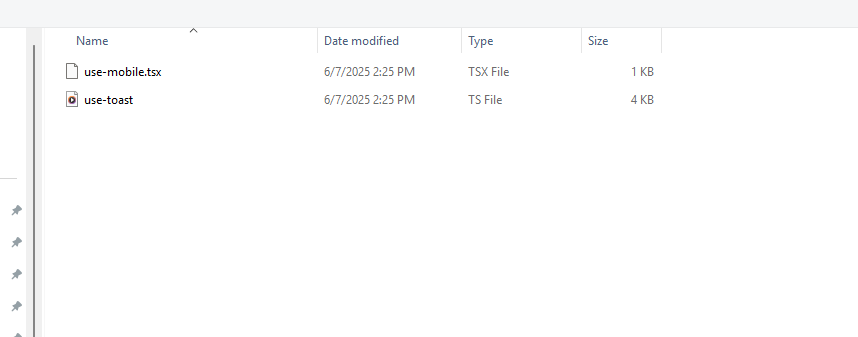 Name Date modified Type Size
use-mobile.tsx 6/7/2025 2:25 PM TSX File 1 KB
use-toast 6/7/2025 2:25 PM TS File 4 KB